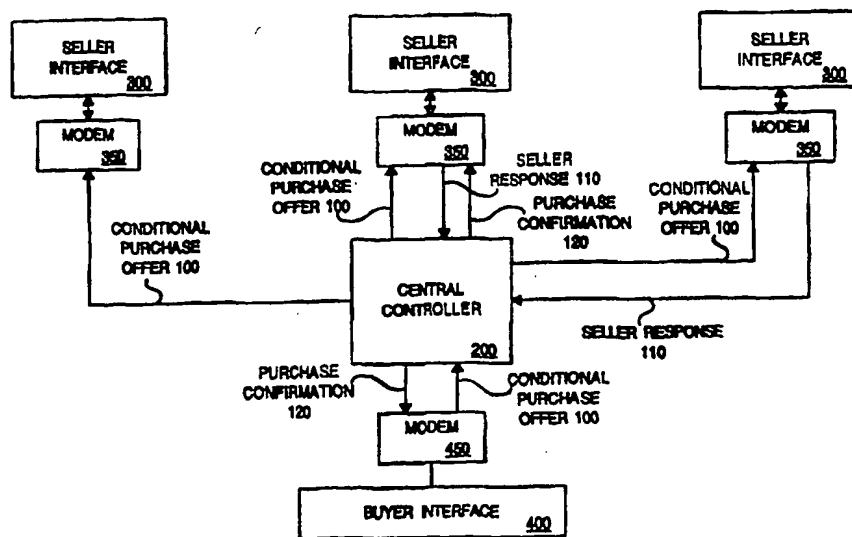 SELLER
INTERFACE
300
SELLER
INTERFACE
300
SELLER
INTERFACE
300
MODEM
350
MODEM
350
MODEM
350
CONDITIONAL
PURCHASE
OFFER 100
CONDITIONAL
PURCHASE
OFFER 100
SELLER
RESPONSE 110
PURCHASE
CONFIRMATION
120
CONDITIONAL
PURCHASE
OFFER 100
CENTRAL
CONTROLLER
200
SELLER RESPONSE
110
PURCHASE
CONFIRMATION
120
CONDITIONAL
PURCHASE
OFFER 100
MODEM
450
BUYER INTERFACE
400